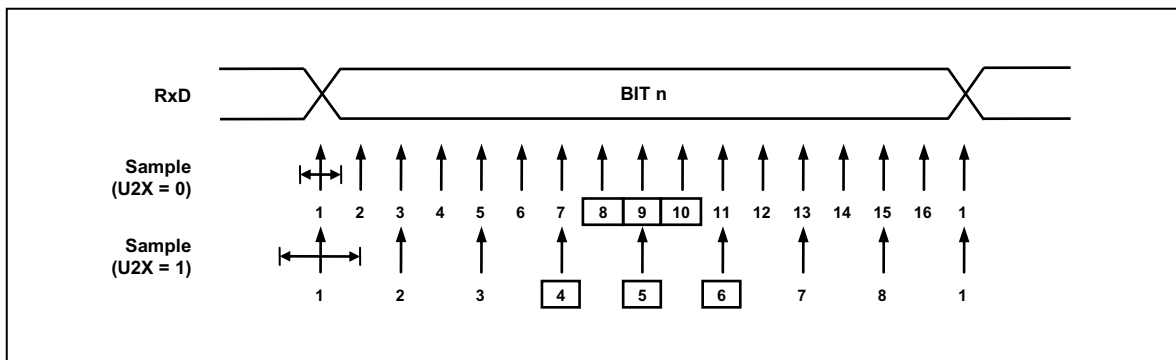 RxD BIT n
Sample
(U2X = 0)
1 2 3 4 5 6 7 8 9 10 11 12 13 14 15 16 1
Sample
(U2X = 1)
1 2 3 4 5 6 7 8 1